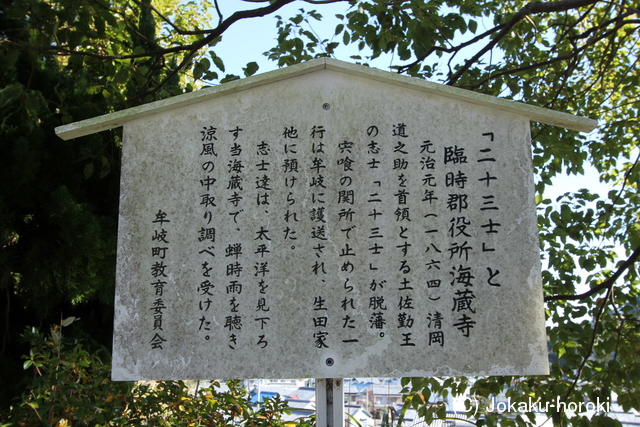 「二十三士」と
臨時郡役所海蔵寺
元治元年（一八六四）清岡
道之助を首領とする土佐勤王
の志士「二十三士」が脱藩。
宍喰の関所で止められた一
行は牟岐に護送され、生田家
他に預けられた。
志士達は、太平洋を見下ろ
す当海蔵寺で、蝉時雨を聴き
涼風の中取り調べを受けた。
牟岐町教育委員会
(C) Jokaku-horoki